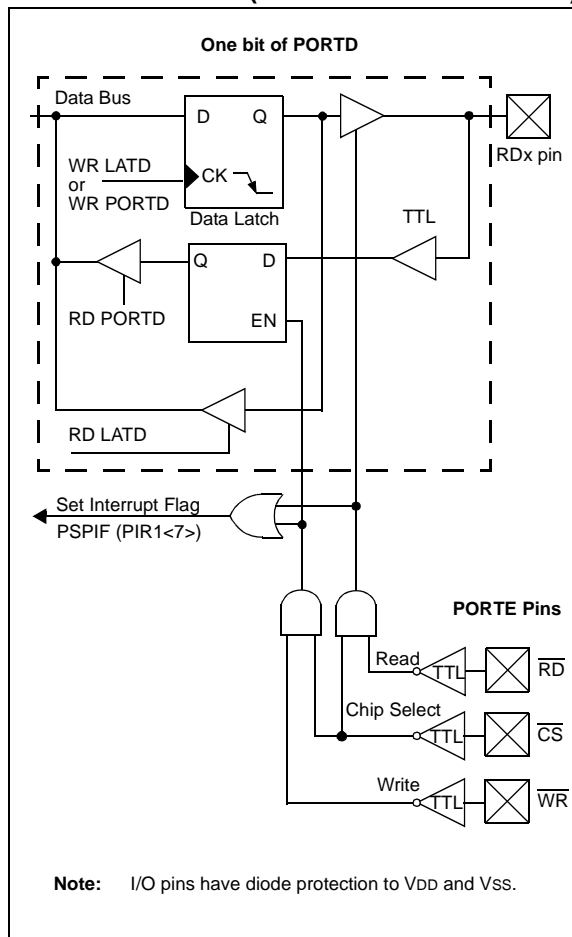 One bit of PORTD
Data Bus
D Q
RDx pin
WR LATD
or
WR PORTD
CK
Data Latch
TTL
Q D
EN
RD PORTD
RD LATD
Set Interrupt Flag
PSPIF (PIR1<7>)
PORTE Pins
Read
TTL
RD
Chip Select
TTL
CS
Write
TTL
WR
Note: I/O pins have diode protection to VDD and VSS.